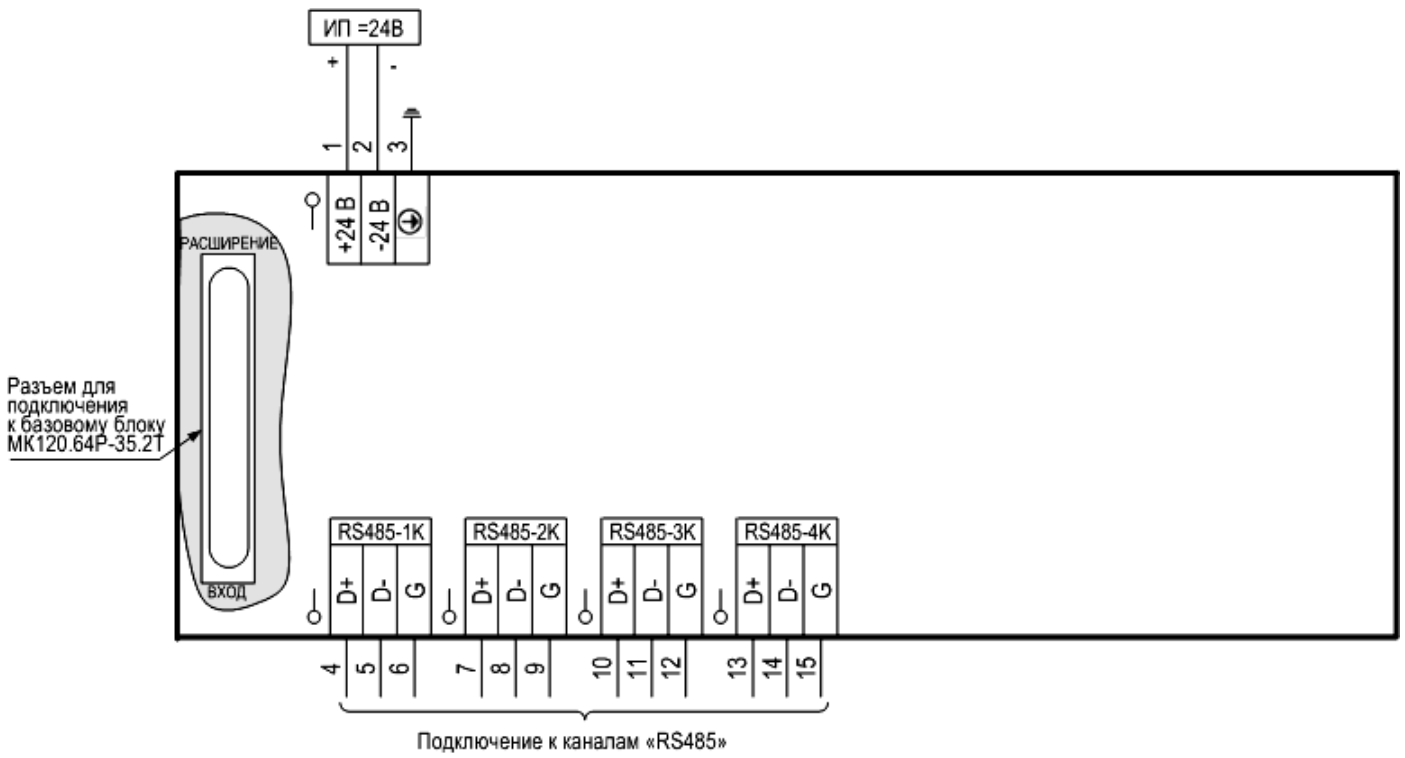 ИП =24В
+ -
1 2 3
+24 В -24 В
РАСШИРЕНИЕ
Разъем для
подключения
к базовому блоку
МК120.64Р-35.2Т
ВХОД
RS485-1K RS485-2K RS485-3K RS485-4K
D+ D- G D+ D- G D+ D- G D+ D- G
4 5 6 7 8 9 10 11 12 13 14 15
Подключение к каналам «RS485»